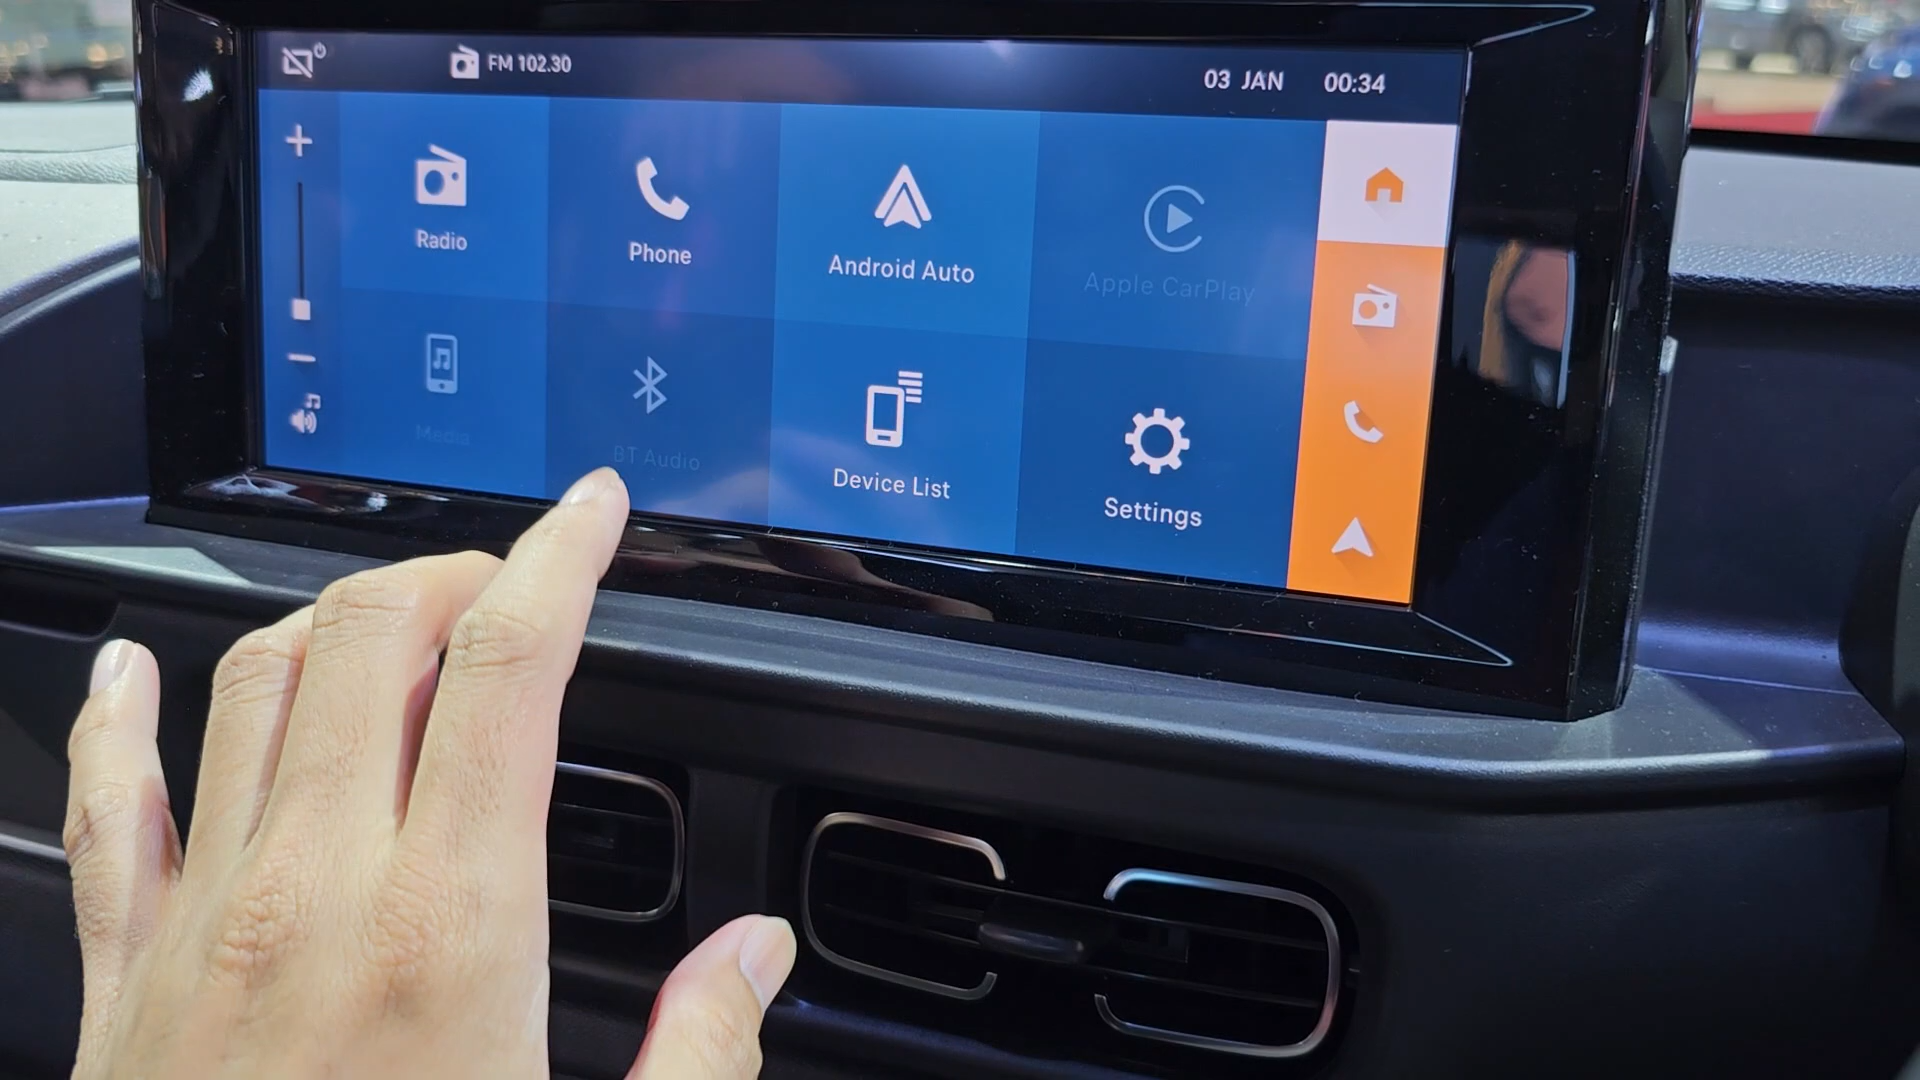 FM 102.30
03 JAN 00:34
Radio
Phone
Android Auto
Apple CarPlay
Media
BT Audio
Device List
Settings